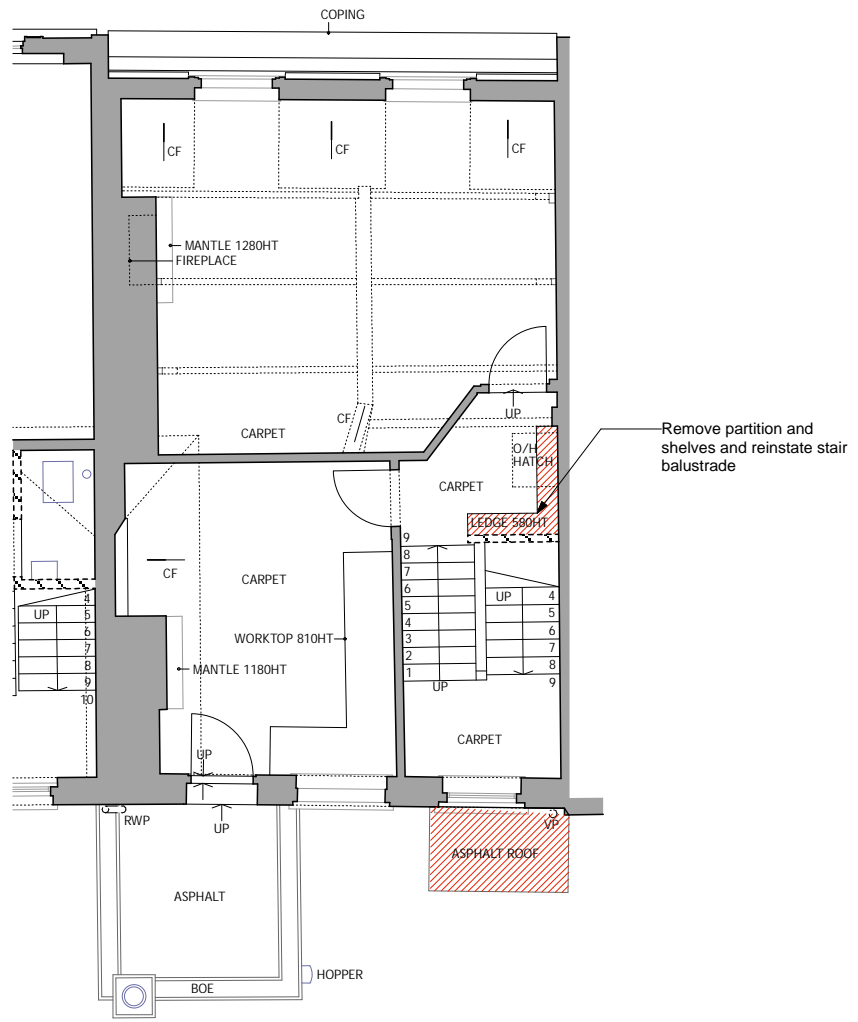 COPING
CF
CF
CF
MANTLE 1280HT
FIREPLACE
CF
CARPET
UP
O/H
HATCH
CARPET
LEDGE 580HT
Remove partition and
shelves and reinstate stair
balustrade
CF
CARPET
WORKTOP 810HT
MANTLE 1180HT
UP
9
8
7
6
5
4
3
2
1
UP
UP
4
5
6
7
8
9
CARPET
4
UP
5
6
7
8
9
10
RWP
UP
VP
ASPHALT ROOF
ASPHALT
HOPPER
BOE